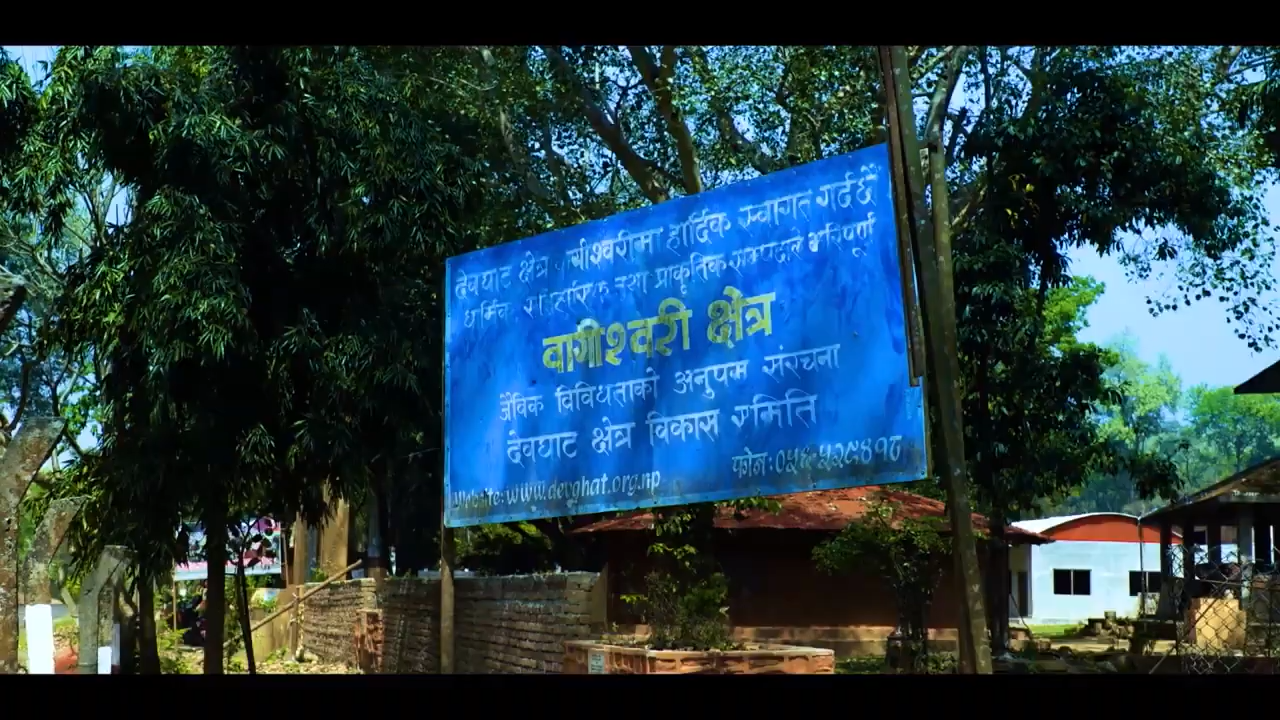 देवघाट क्षेत्र वागीश्वरीमा हार्दिक स्वागत गर्दछौं
धार्मिक तथा प्राकृतिक सम्पदाले भरिपूर्ण
वागीश्वरी क्षेत्र
जैविक विविधताको अनुपम संरचना
देवघाट क्षेत्र विकास समिति
फोन:
Website:www.devghat.org.np